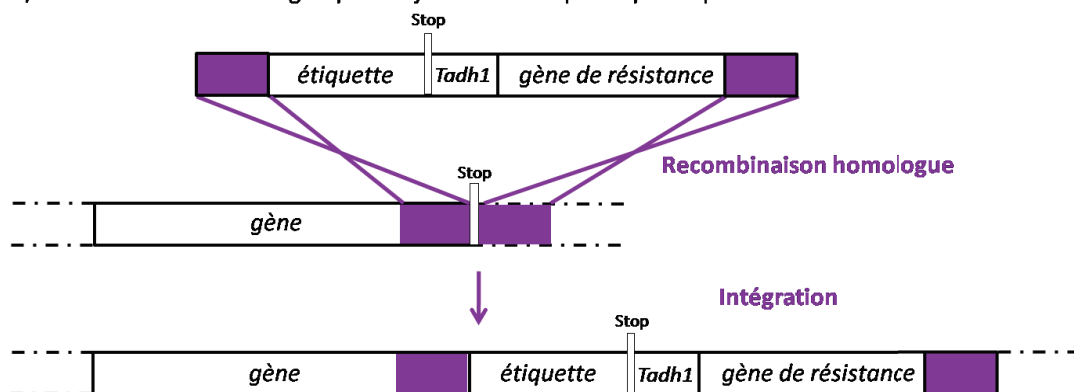 Stop
étiquette Tadh1 gène de résistance
Recombinaison homologue
Stop
gène
Intégration
Stop
gène étiquette Tadh1 gène de résistance